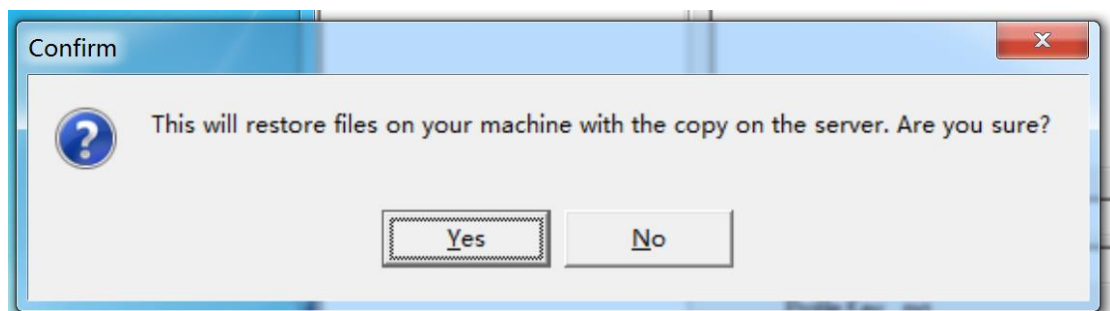 Confirm
This will restore files on your machine with the copy on the server. Are you sure?
Yes
No